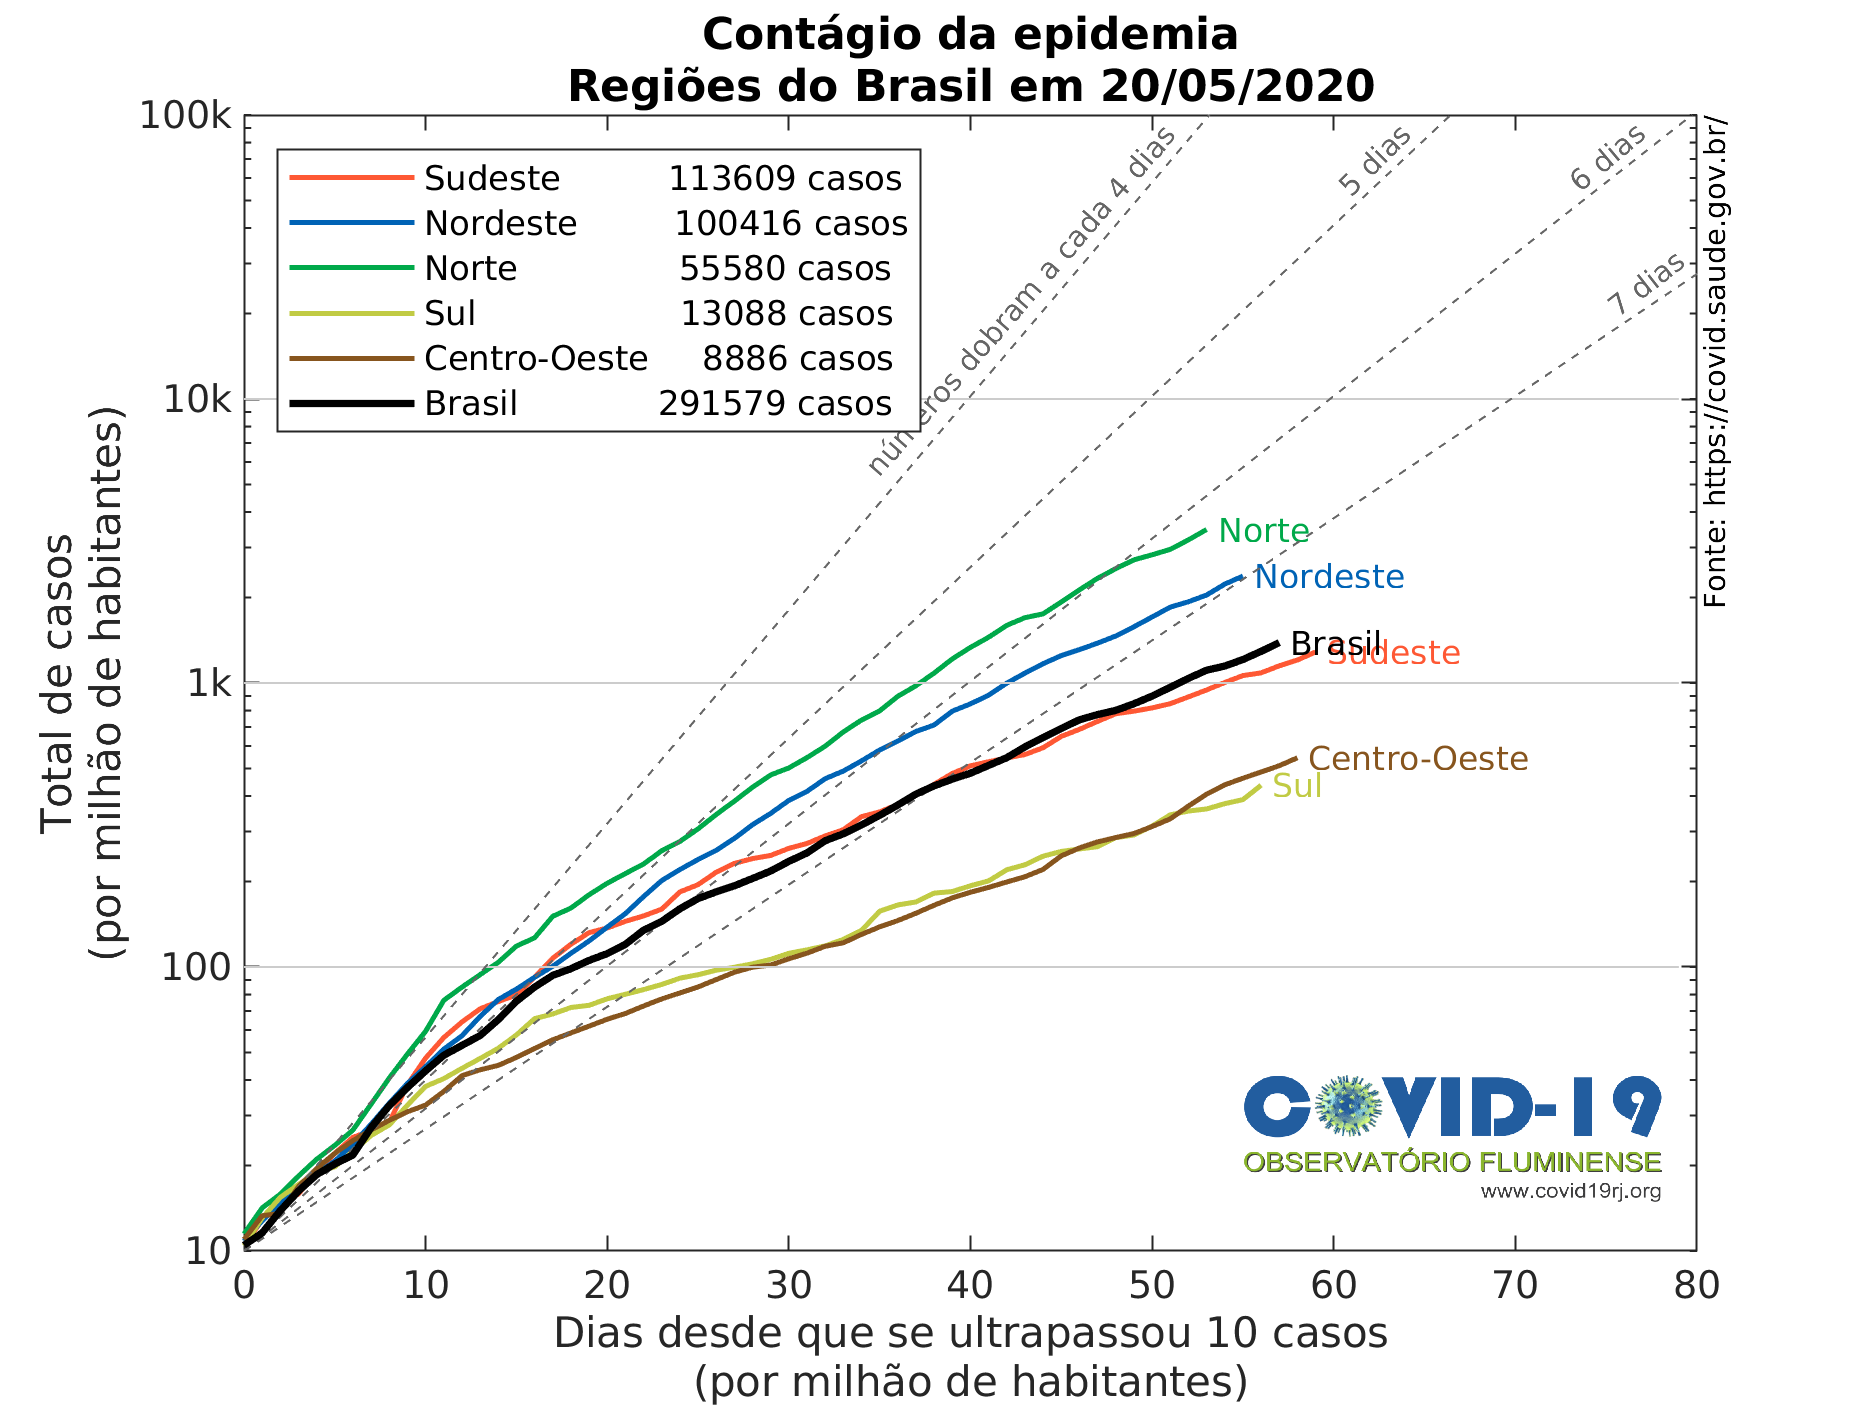 Contágio da epidemia
Regiões do Brasil em 20/05/2020
Total de casos
(por milhão de habitantes)
100k
10k
1k
100
10
Sudeste 113609 casos
Nordeste 100416 casos
Norte 55580 casos
Sul 13088 casos
Centro-Oeste 8886 casos
Brasil 291579 casos
números dobram a cada 4 dias
5 dias
6 dias
7 dias
Norte
Nordeste
Brasil
Sudeste
Centro-Oeste
Sul
Fonte: https://covid.saude.gov.br/
COVID-19
OBSERVATÓRIO FLUMINENSE
www.covid19rj.org
0 10 20 30 40 50 60 70 80
Dias desde que se ultrapassou 10 casos
(por milhão de habitantes)